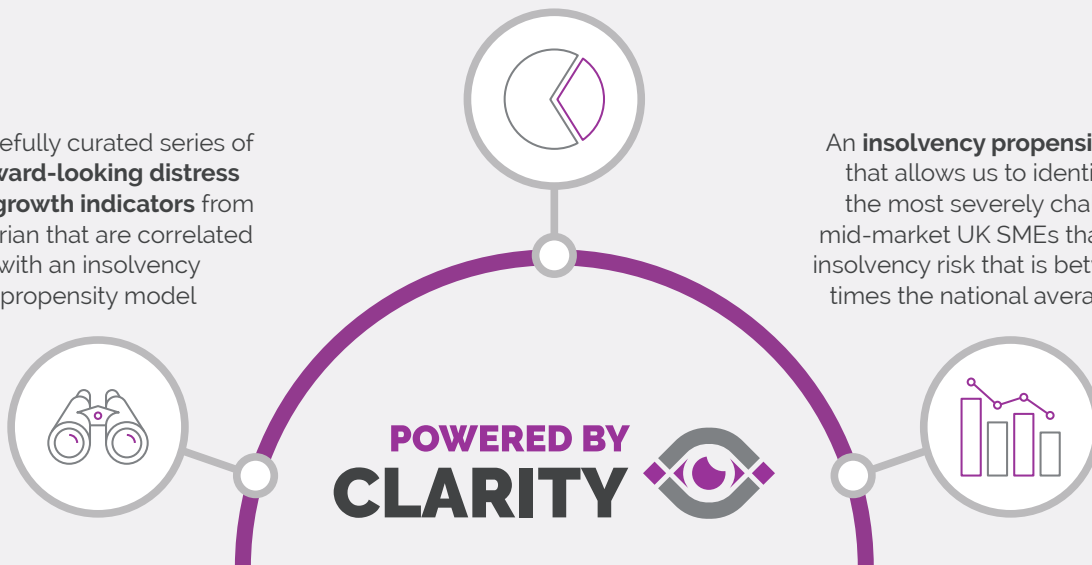 efully curated series of
ward-looking distress
growth indicators from
rian that are correlated
with an insolvency
propensity model
An insolvency propensi
that allows us to identi
the most severely cha
mid-market UK SMEs tha
insolvency risk that is bet
times the national avera
POWERED BY
CLARITY